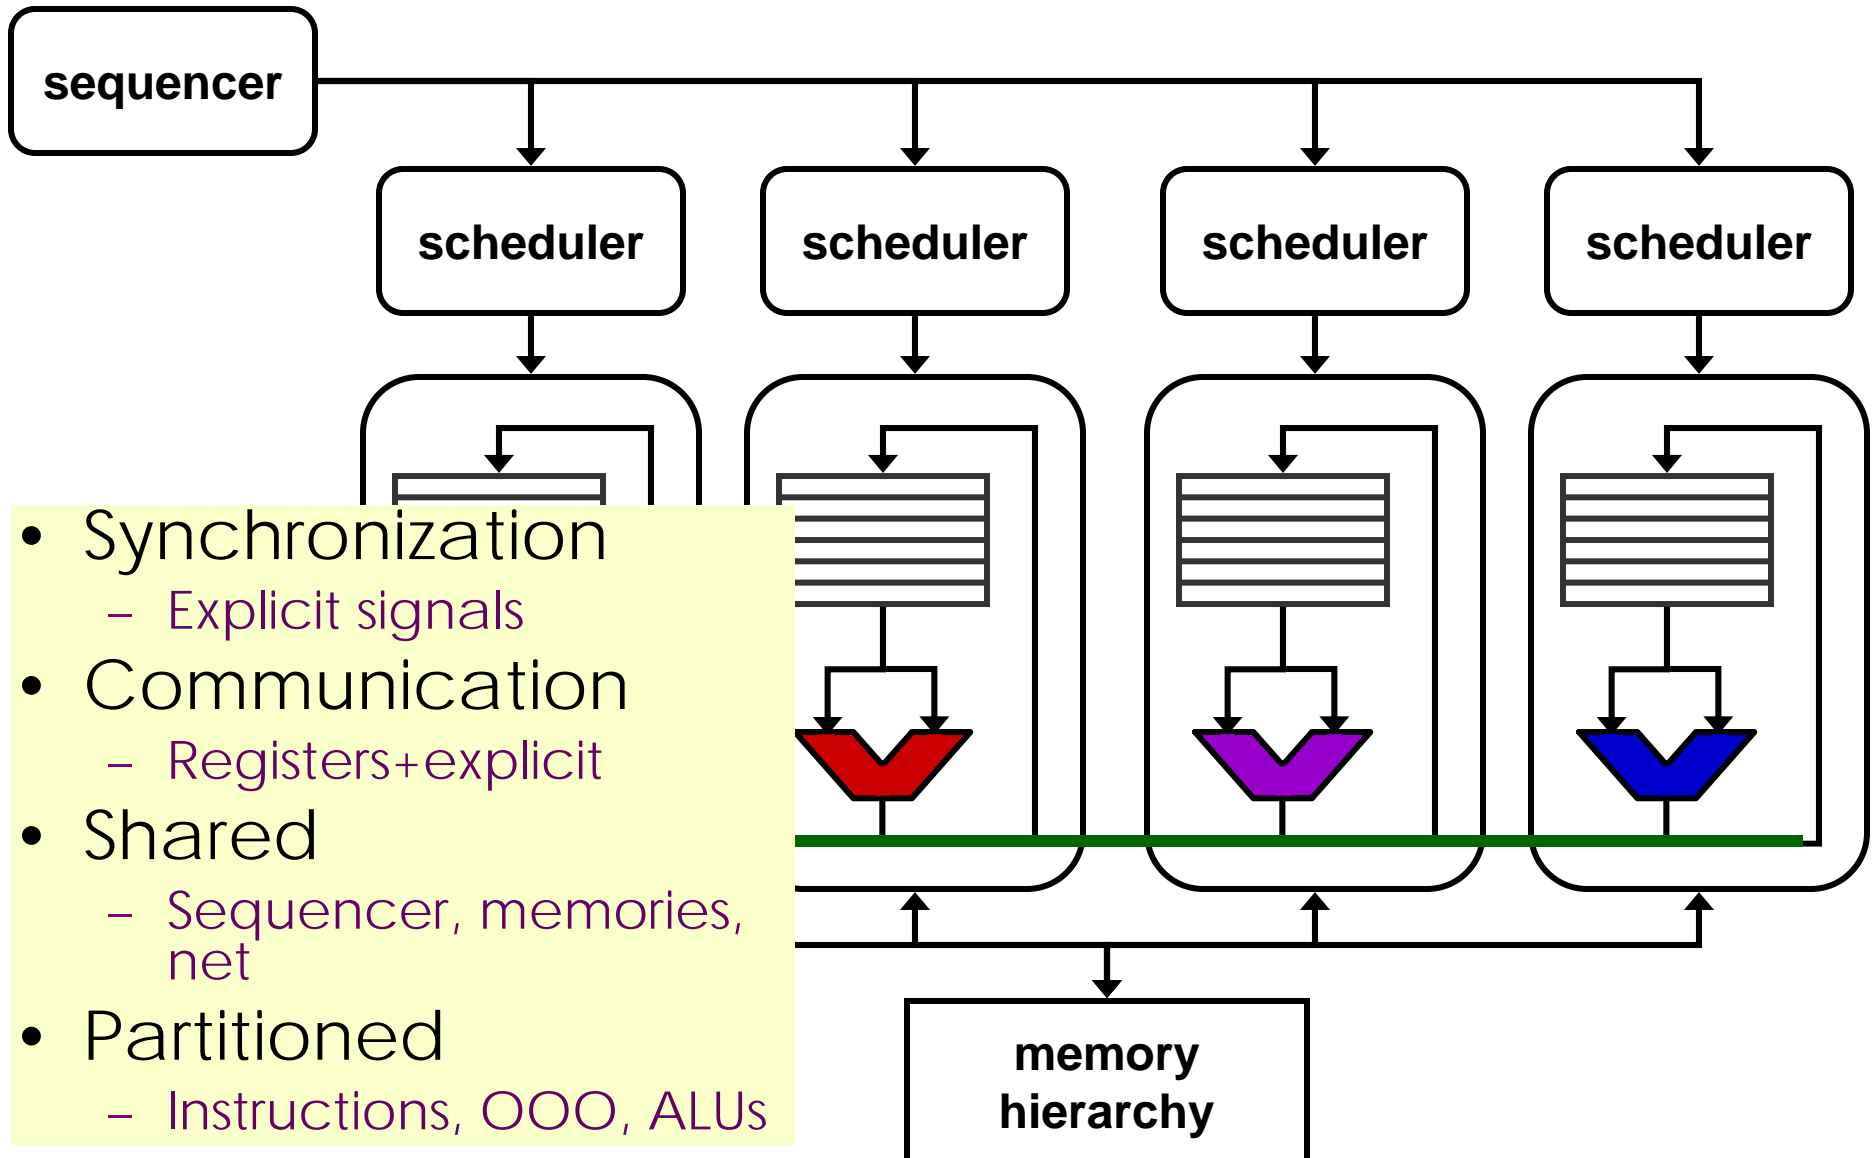 sequencer
scheduler scheduler scheduler scheduler
• Synchronization
– Explicit signals
• Communication
– Registers+explicit
• Shared
– Sequencer, memories,
net
• Partitioned
– Instructions, OOO, ALUs
memory
hierarchy